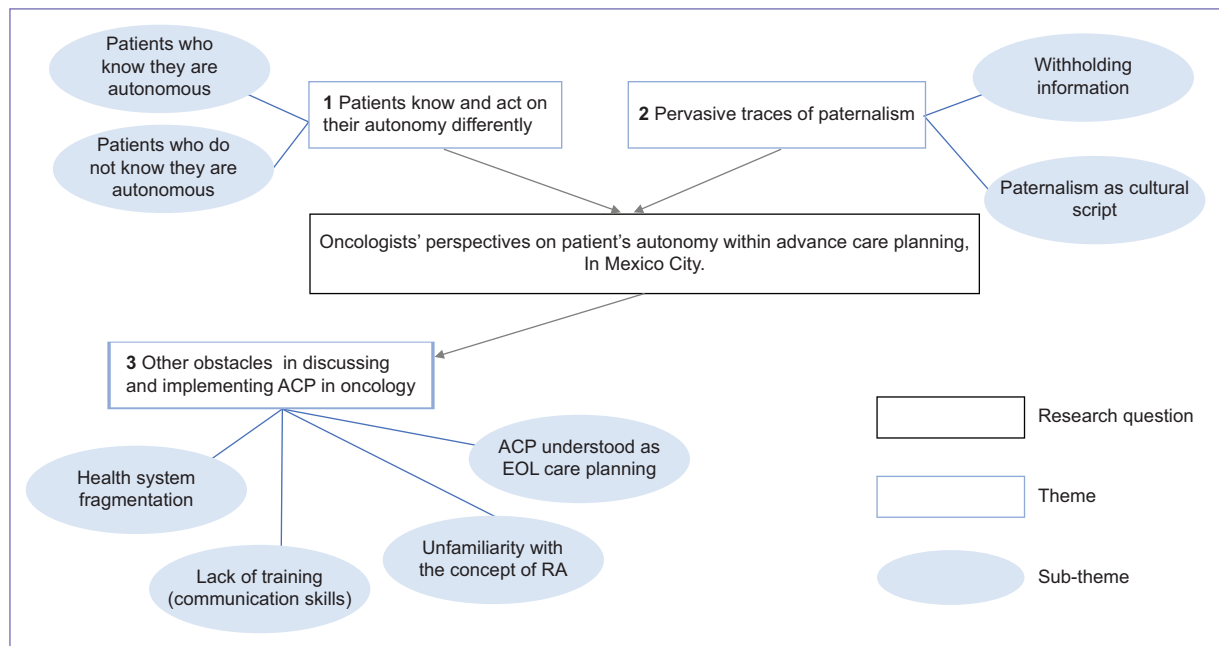 Patients who
know they are
autonomous
Patients who do
not know they are
autonomous
1 Patients know and act on
their autonomy differently
2 Pervasive traces of paternalism
Withholding
information
Paternalism as cultural
script
Oncologists' perspectives on patient's autonomy within advance care planning,
In Mexico City.
3 Other obstacles in discussing
and implementing ACP in oncology
Health system
fragmentation
Lack of training
(communication skills)
Unfamiliarity with
the concept of RA
ACP understood as
EOL care planning
Research question
Theme
Sub-theme